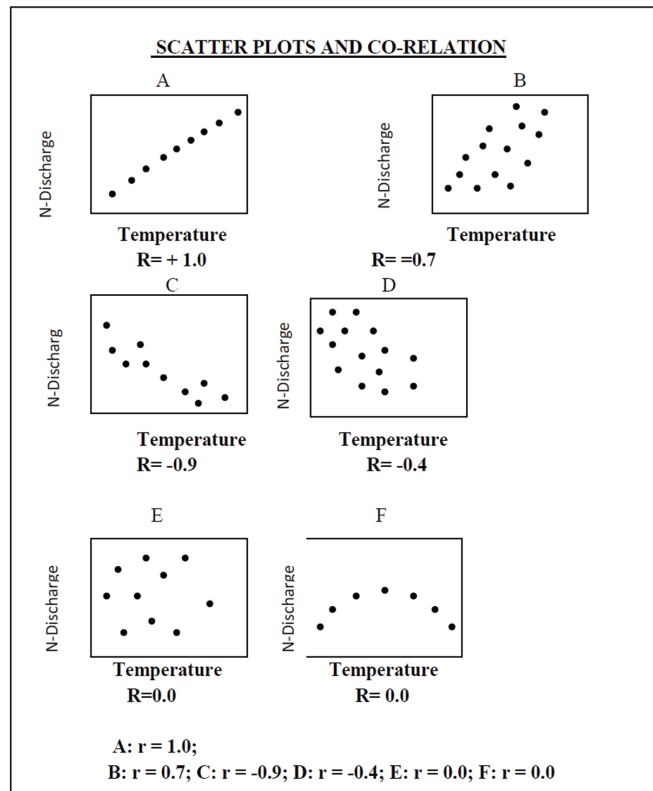 SCATTER PLOTS AND CO-RELATION
A
B
N-Discharge
N-Discharge
Temperature
Temperature
R= + 1.0
R= =0.7
C
D
N-Discharg
N-Discharge
Temperature
Temperature
R= -0.9
R= -0.4
E
F
N-Discharge
N-Discharge
Temperature
Temperature
R=0.0
R= 0.0
A: r = 1.0;
B: r = 0.7; C: r = -0.9; D: r = -0.4; E: r = 0.0; F: r = 0.0